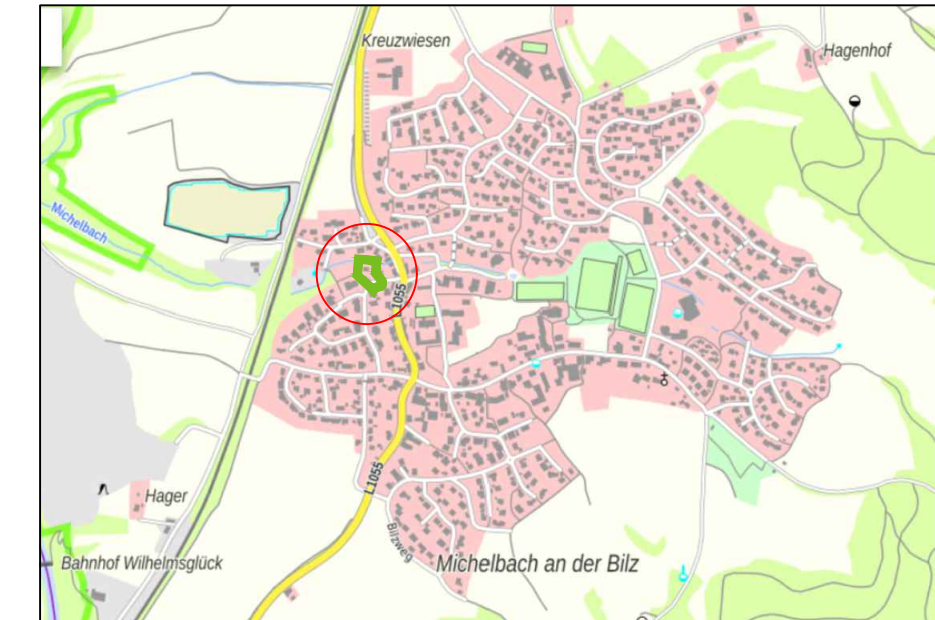 Kreuzwiesen
Hagenhof
Michelbach
L1055
L1055
Hager
Bilzweg
Bahnhof Wilhelmsglück
Michelbach an der Bilz